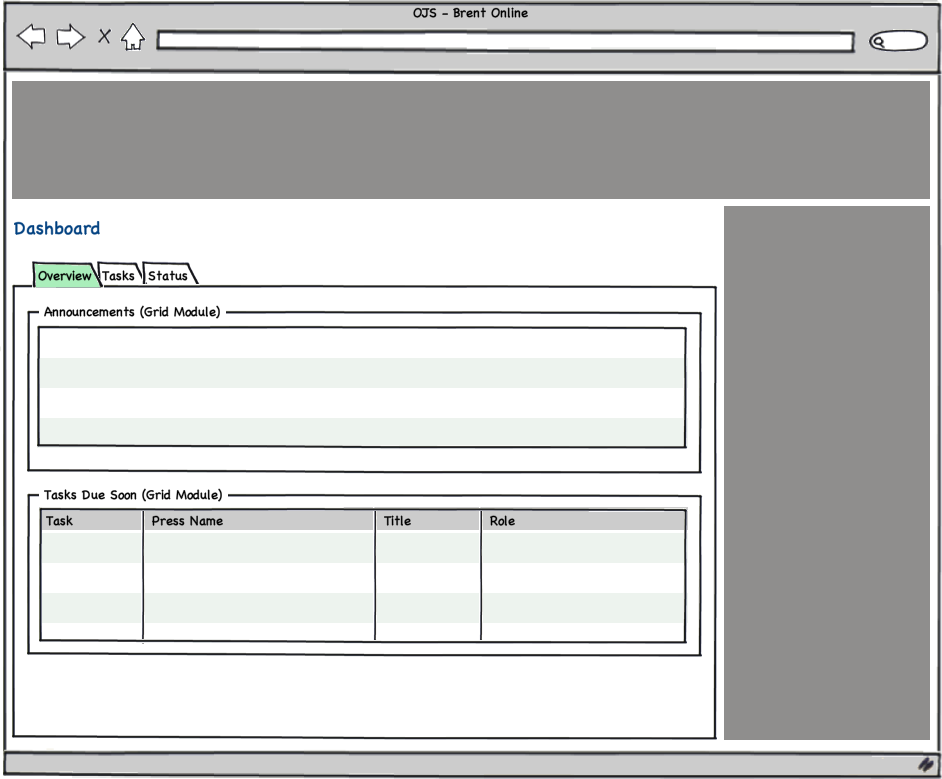 OJS - Brent Online
Dashboard
Overview Tasks Status
Announcements (Grid Module)
Tasks Due Soon (Grid Module)
Task Press Name Title Role